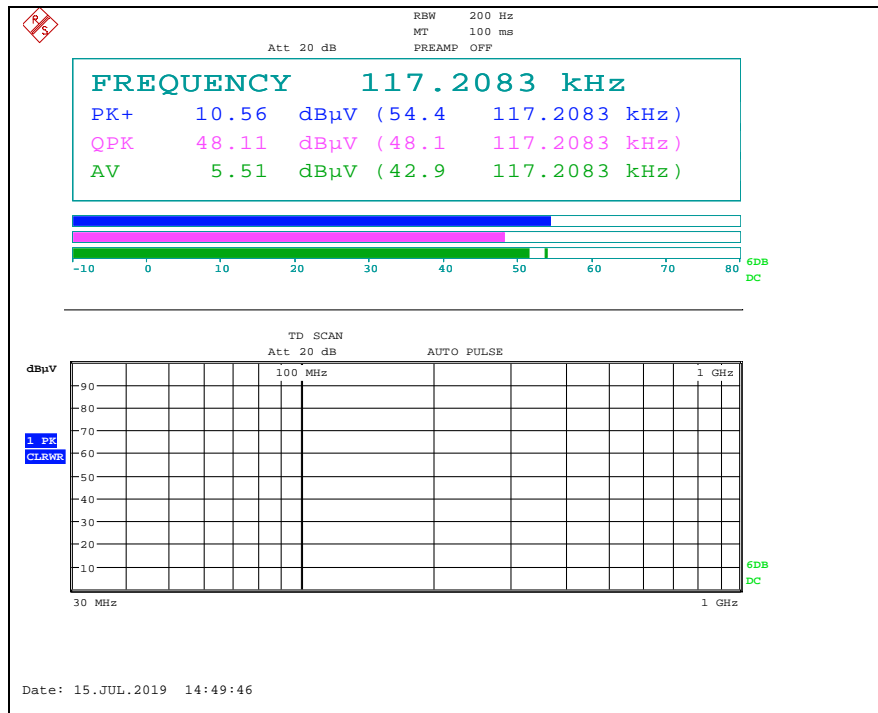 R
S
RBW 200 Hz
MT 100 ms
Att 20 dB PREAMP OFF
FREQUENCY 117.2083 kHz
PK+ 10.56 dBµV (54.4 117.2083 kHz)
QPK 48.11 dBµV (48.1 117.2083 kHz)
AV 5.51 dBµV (42.9 117.2083 kHz)
-10 0 10 20 30 40 50 60 70 80
6DB
DC
TD SCAN
Att 20 dB AUTO PULSE
dBµV
100 MHz 1 GHz
90
80
70
1 PK
CLRWR
60
50
40
30
20
10
6DB
DC
30 MHz 1 GHz
Date: 15.JUL.2019 14:49:46